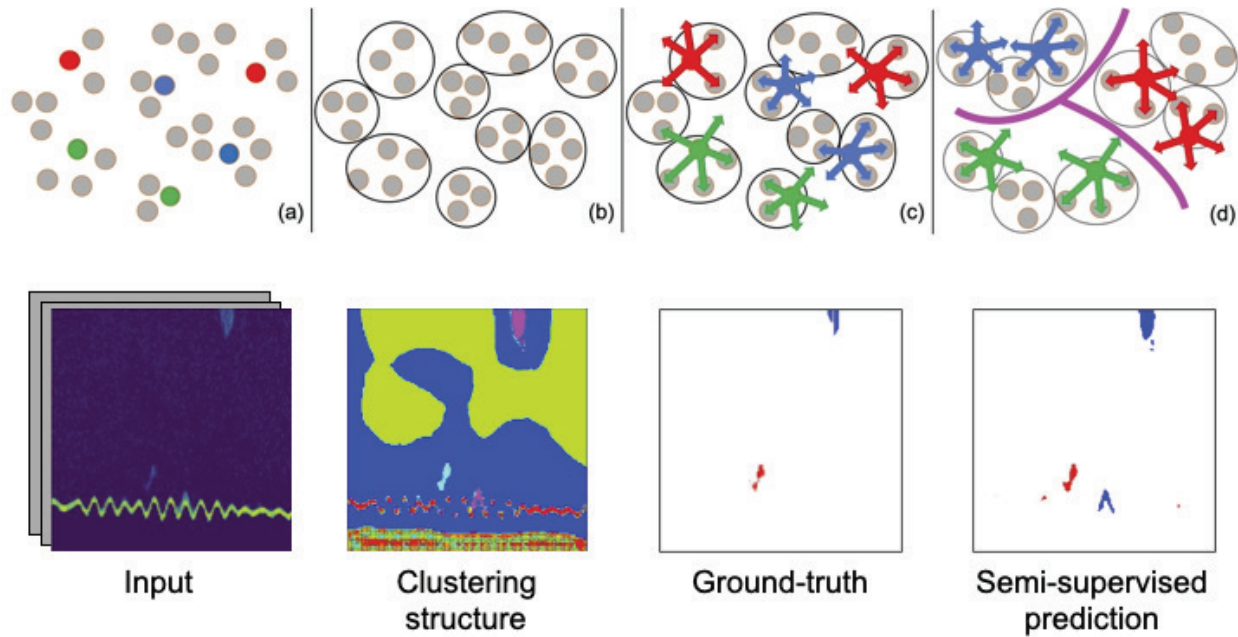 (a)
(b)
(c)
(d)
Input
Clustering
structure
Ground-truth
Semi-supervised
prediction